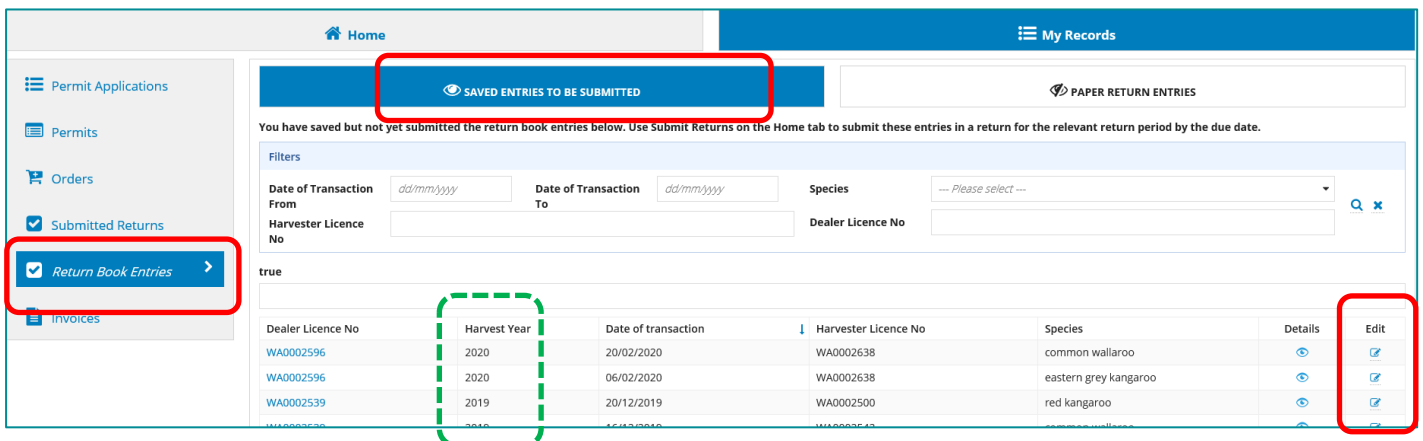 Home
My Records
Permit Applications
Permits
Orders
Submitted Returns
Return Book Entries
Invoices
SAVED ENTRIES TO BE SUBMITTED
PAPER RETURN ENTRIES
You have saved but not yet submitted the return book entries below. Use Submit Returns on the Home tab to submit these entries in a return for the relevant return period by the due date.
Filters
Date of Transaction From dd/mm/yyyy Date of Transaction To dd/mm/yyyy Species --- Please select ---
Harvester Licence No Dealer Licence No
true
Dealer Licence No Harvest Year Date of transaction Harvester Licence No Species Details Edit
WA0002596 2020 20/02/2020 WA0002638 common wallaroo
WA0002596 2020 06/02/2020 WA0002638 eastern grey kangaroo
WA0002539 2019 20/12/2019 WA0002500 red kangaroo